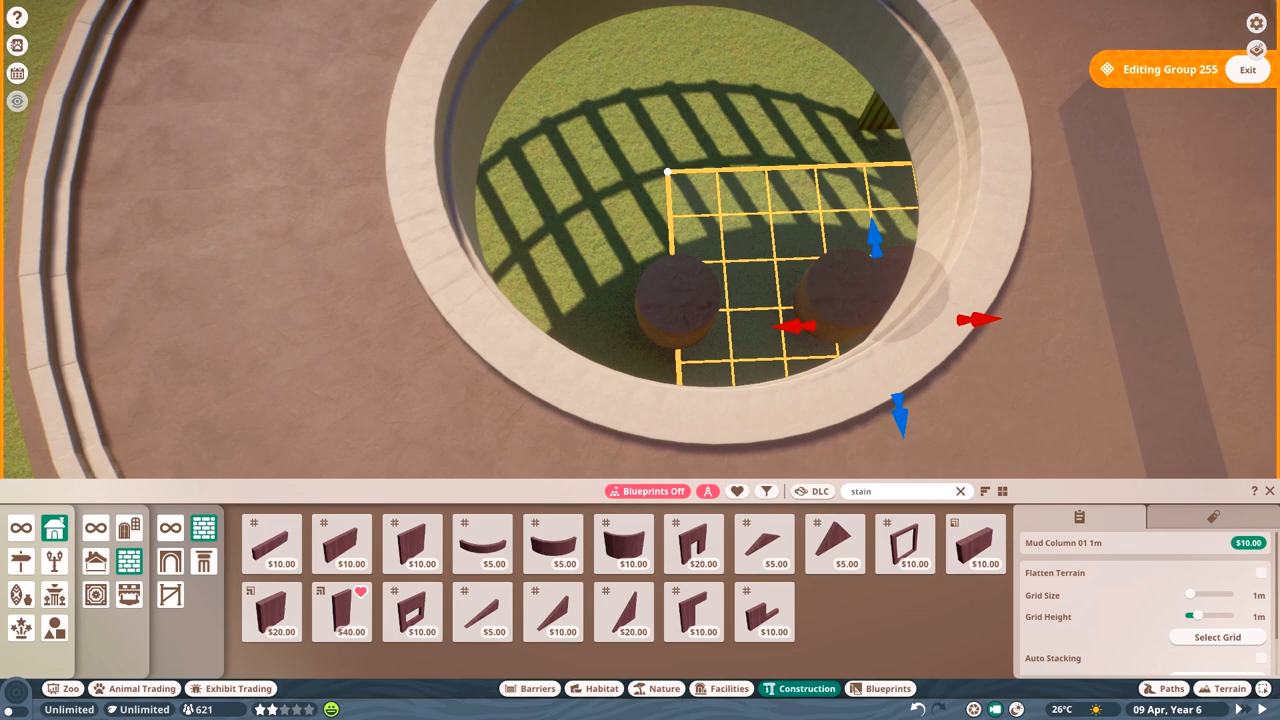 Editing Group 255
Exit
Blueprints Off
DLC
stain
$10.00
$10.00
$10.00
$5.00
$5.00
$10.00
$20.00
$5.00
$5.00
$10.00
$10.00
$20.00
$40.00
$10.00
$5.00
$10.00
$20.00
$10.00
$10.00
Mud Column 01 1m
$10.00
Flatten Terrain
Grid Size
1m
Grid Height
1m
Select Grid
Auto Stacking
Zoo
Animal Trading
Exhibit Trading
Barriers
Habitat
Nature
Facilities
Construction
Blueprints
Paths
Terrain
Unlimited
Unlimited
621
26°C
09 Apr, Year 6